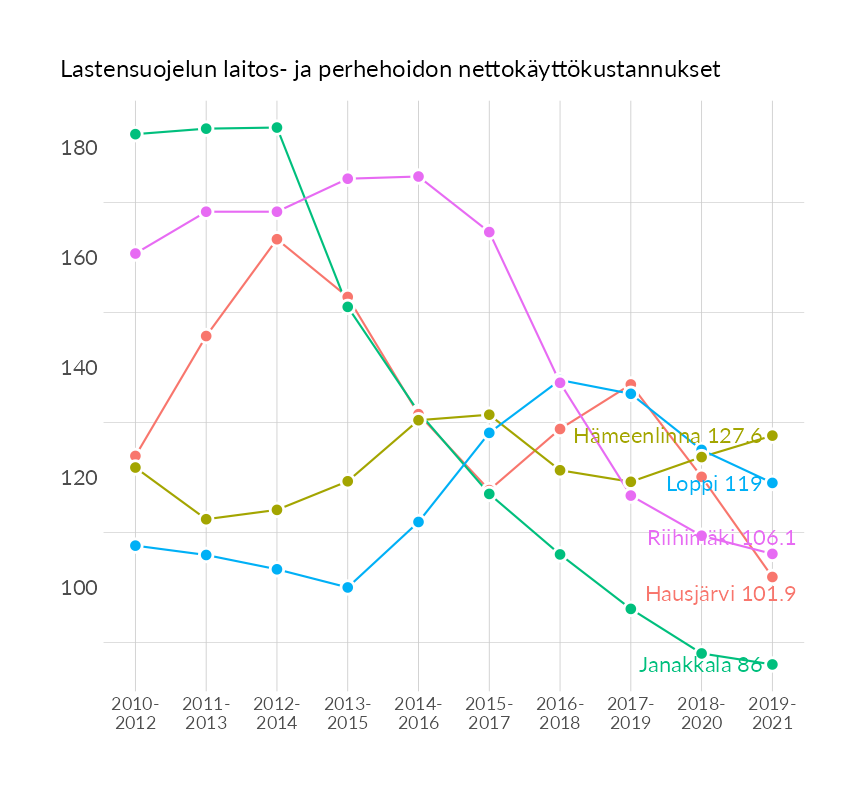 Lastensuojelun laitos- ja perhehoidon nettokäyttökustannukset
180
160
140
120
100
Hämeenlinna 127.6
Loppi 119
Riihimäki 106.1
Hausjärvi 101.9
Janakkala 86
2010- 2011- 2012- 2013- 2014- 2015- 2016- 2017- 2018- 2019-
2012 2013 2014 2015 2016 2017 2018 2019 2020 2021